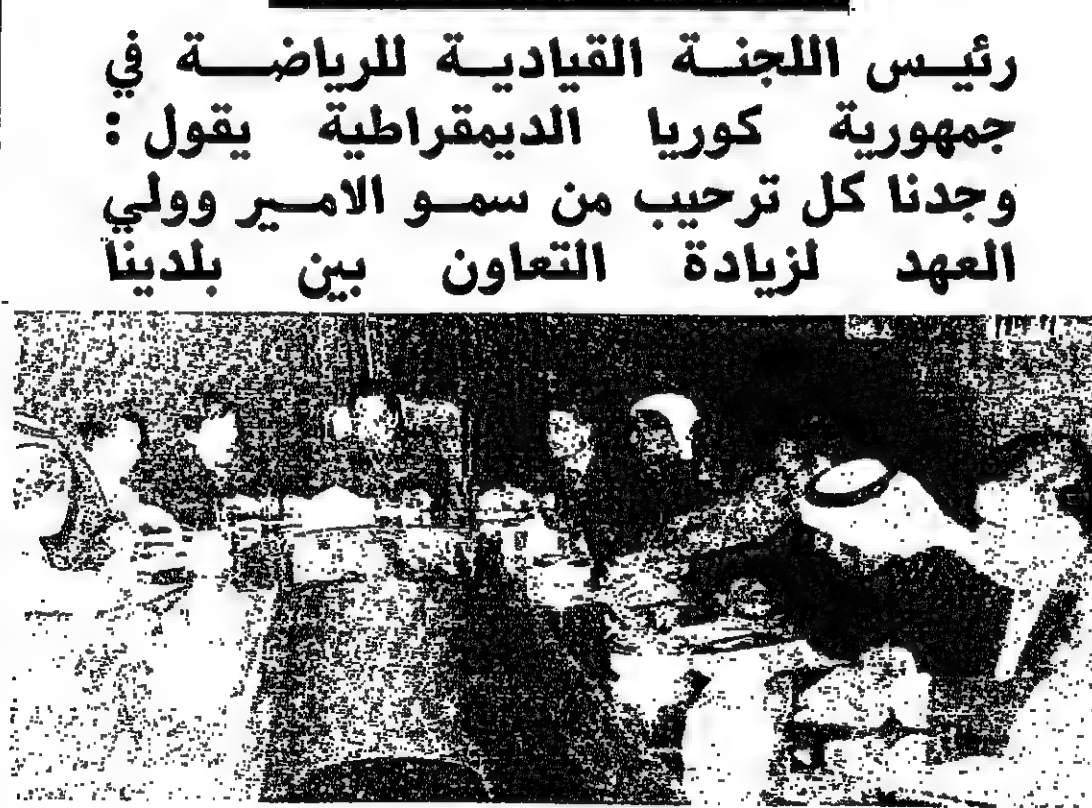 رئيس اللجنة القيادية للرياضة في
جمهورية كوريا الديمقراطية يقول :
وجدنا كل ترحيب من سمو الامير وولي
العهد لزيادة التعاون بين بلدينا